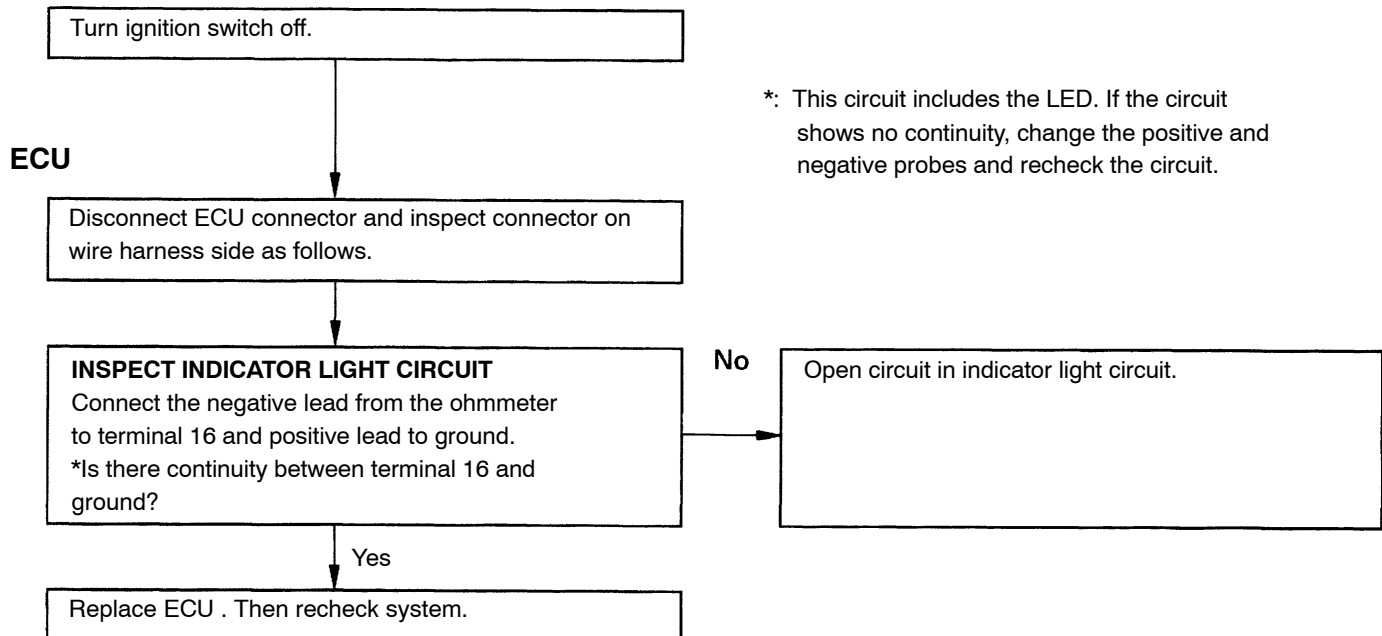 Turn ignition switch off.
*: This circuit includes the LED. If the circuit
shows no continuity, change the positive and
negative probes and recheck the circuit.
ECU
Disconnect ECU connector and inspect connector on
wire harness side as follows.
INSPECT INDICATOR LIGHT CIRCUIT
Connect the negative lead from the ohmmeter
to terminal 16 and positive lead to ground.
*Is there continuity between terminal 16 and
ground?
No
Open circuit in indicator light circuit.
Yes
Replace ECU . Then recheck system.